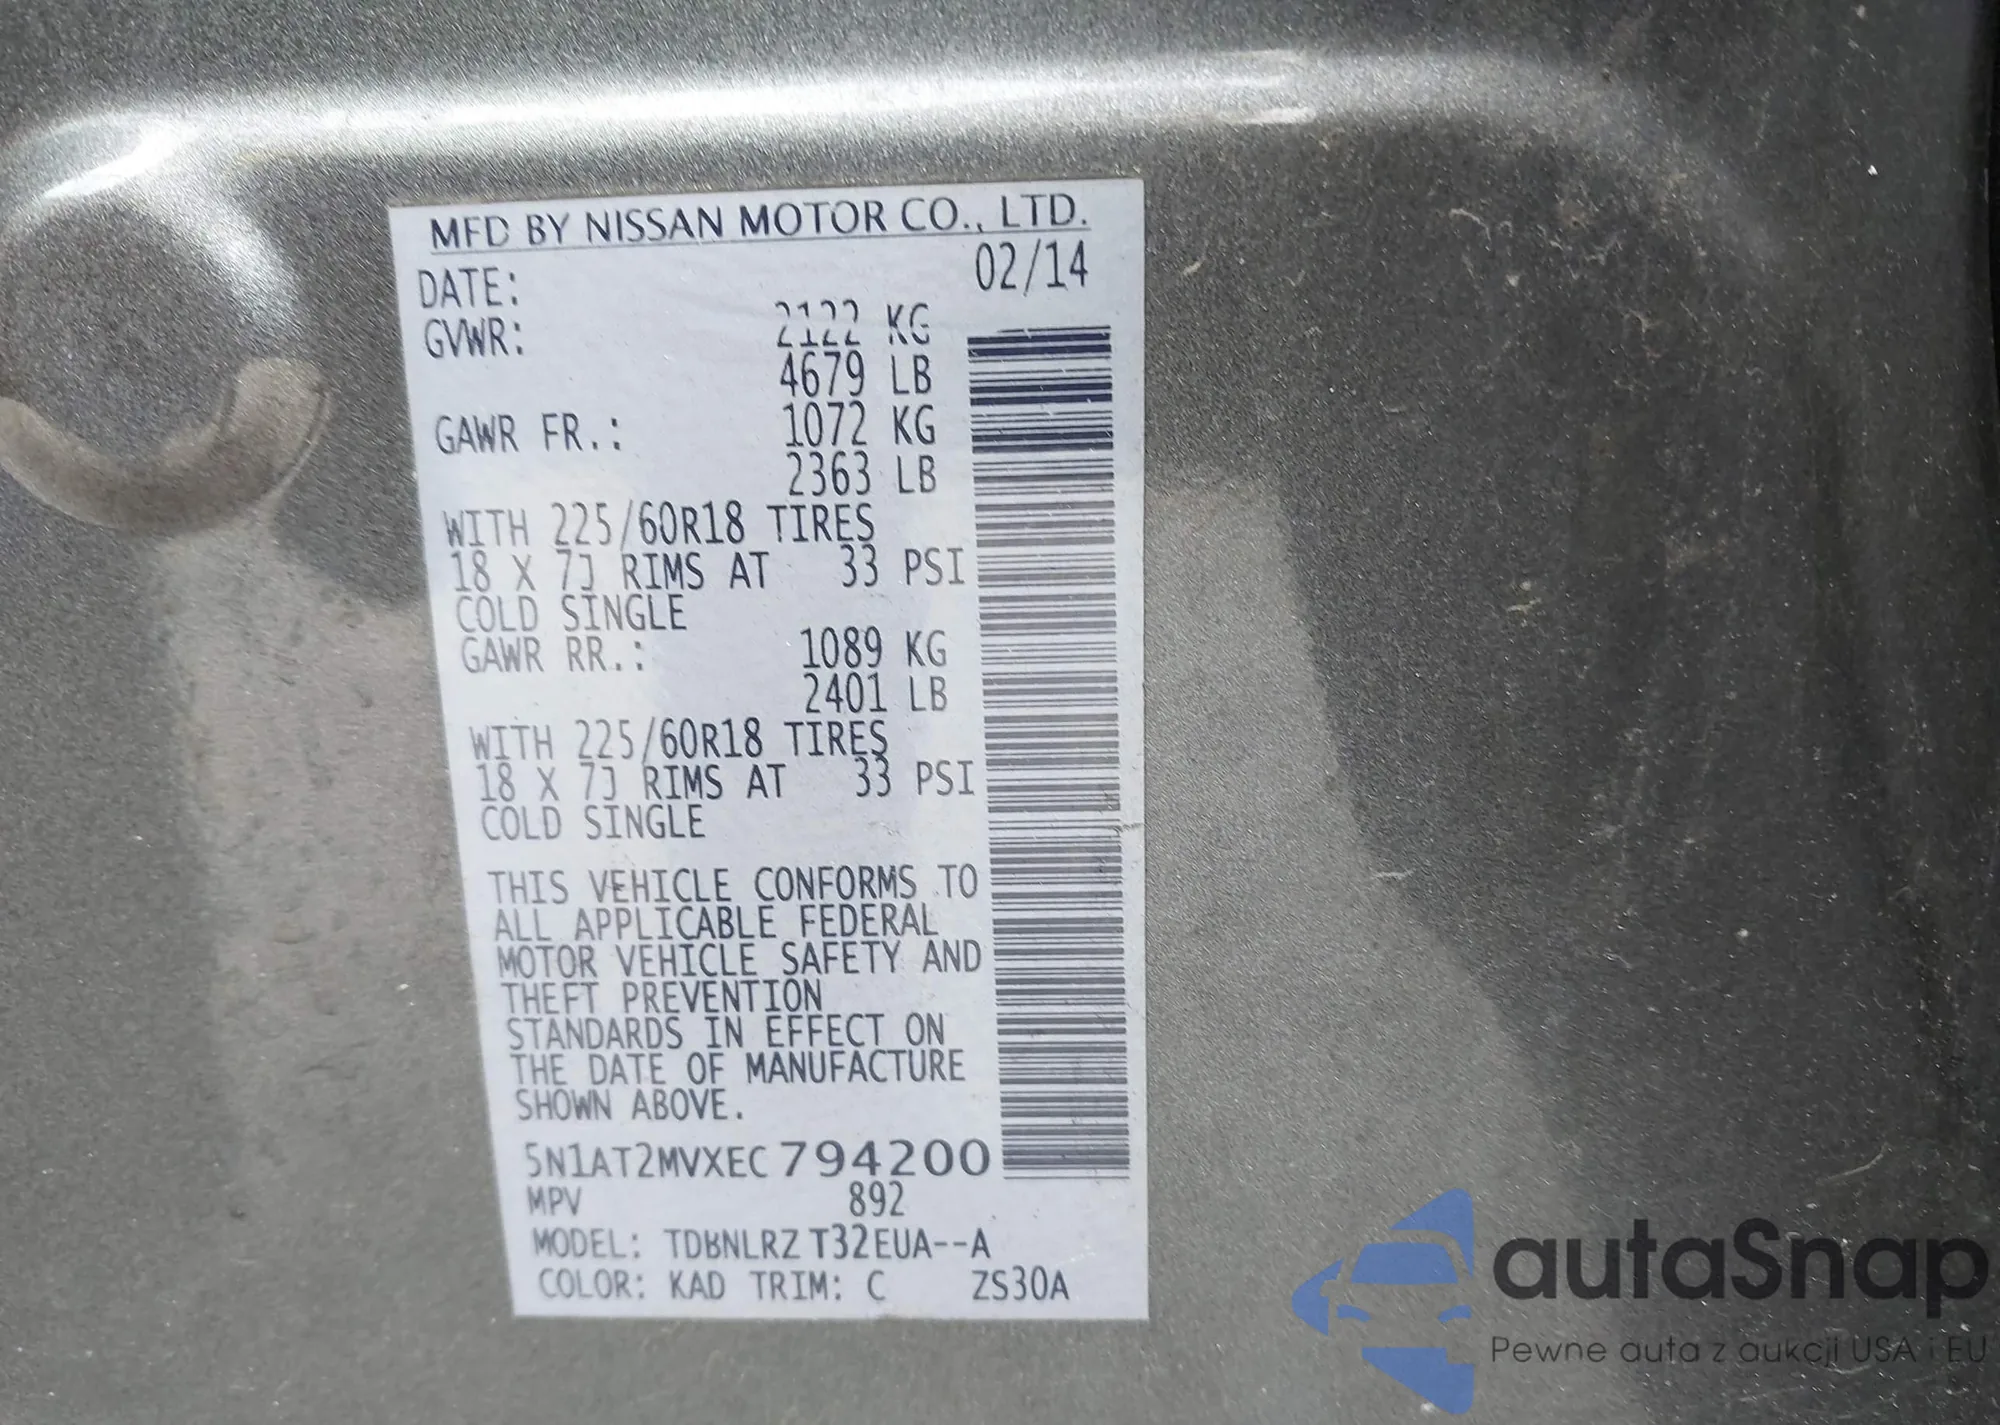 MFD BY NISSAN MOTOR CO., LTD.
DATE: 02/14
GVWR: 2122 KG
4679 LB
GAWR FR.: 1072 KG
2363 LB
WITH 225/60R18 TIRES
18 X 7J RIMS AT 33 PSI
COLD SINGLE
GAWR RR.: 1089 KG
2401 LB
WITH 225/60R18 TIRES
18 X 7J RIMS AT 33 PSI
COLD SINGLE
THIS VEHICLE CONFORMS TO
ALL APPLICABLE FEDERAL
MOTOR VEHICLE SAFETY AND
THEFT PREVENTION
STANDARDS IN EFFECT ON
THE DATE OF MANUFACTURE
SHOWN ABOVE.
5N1AT2MVXEC794200
MPV 892
MODEL: T32EUA--A
COLOR: KAD TRIM: C ZS30A
autaSnap
Pewne auta z aukcji USA i EU